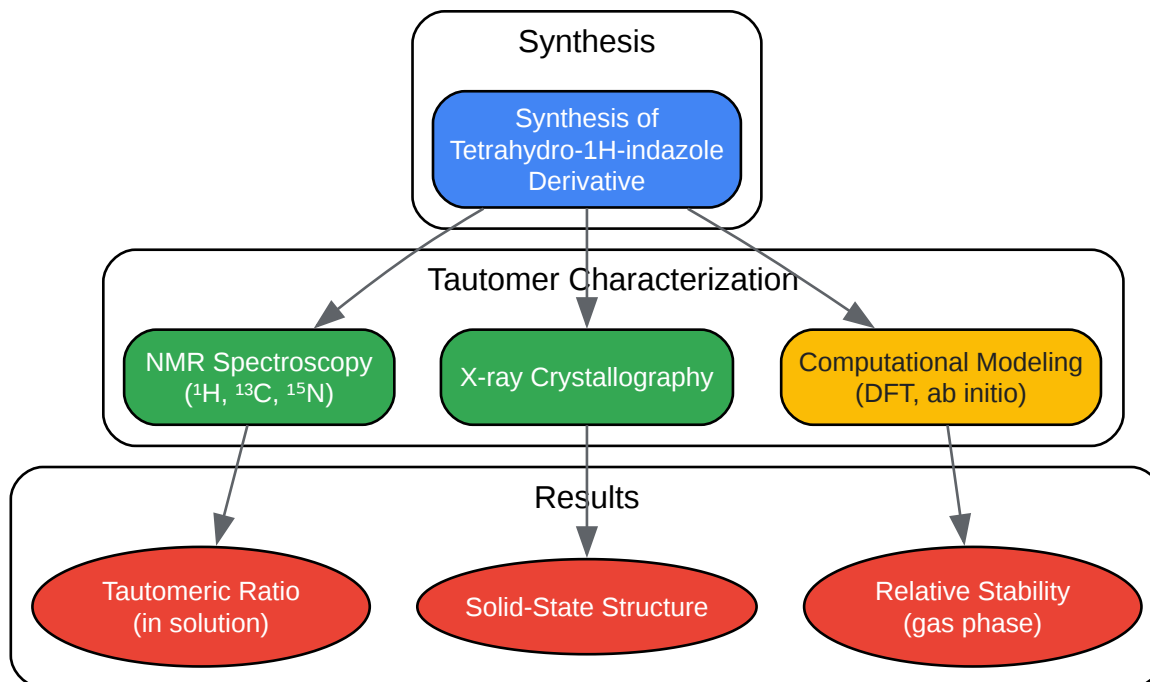 Synthesis
Synthesis of
Tetrahydro-1H-indazole
Derivative
Tautomer Characterization
NMR Spectroscopy
(¹H, ¹³C, ¹⁵N)
X-ray Crystallography
Computational Modeling
(DFT, ab initio)
Results
Tautomeric Ratio
(in solution)
Solid-State Structure
Relative Stability
(gas phase)